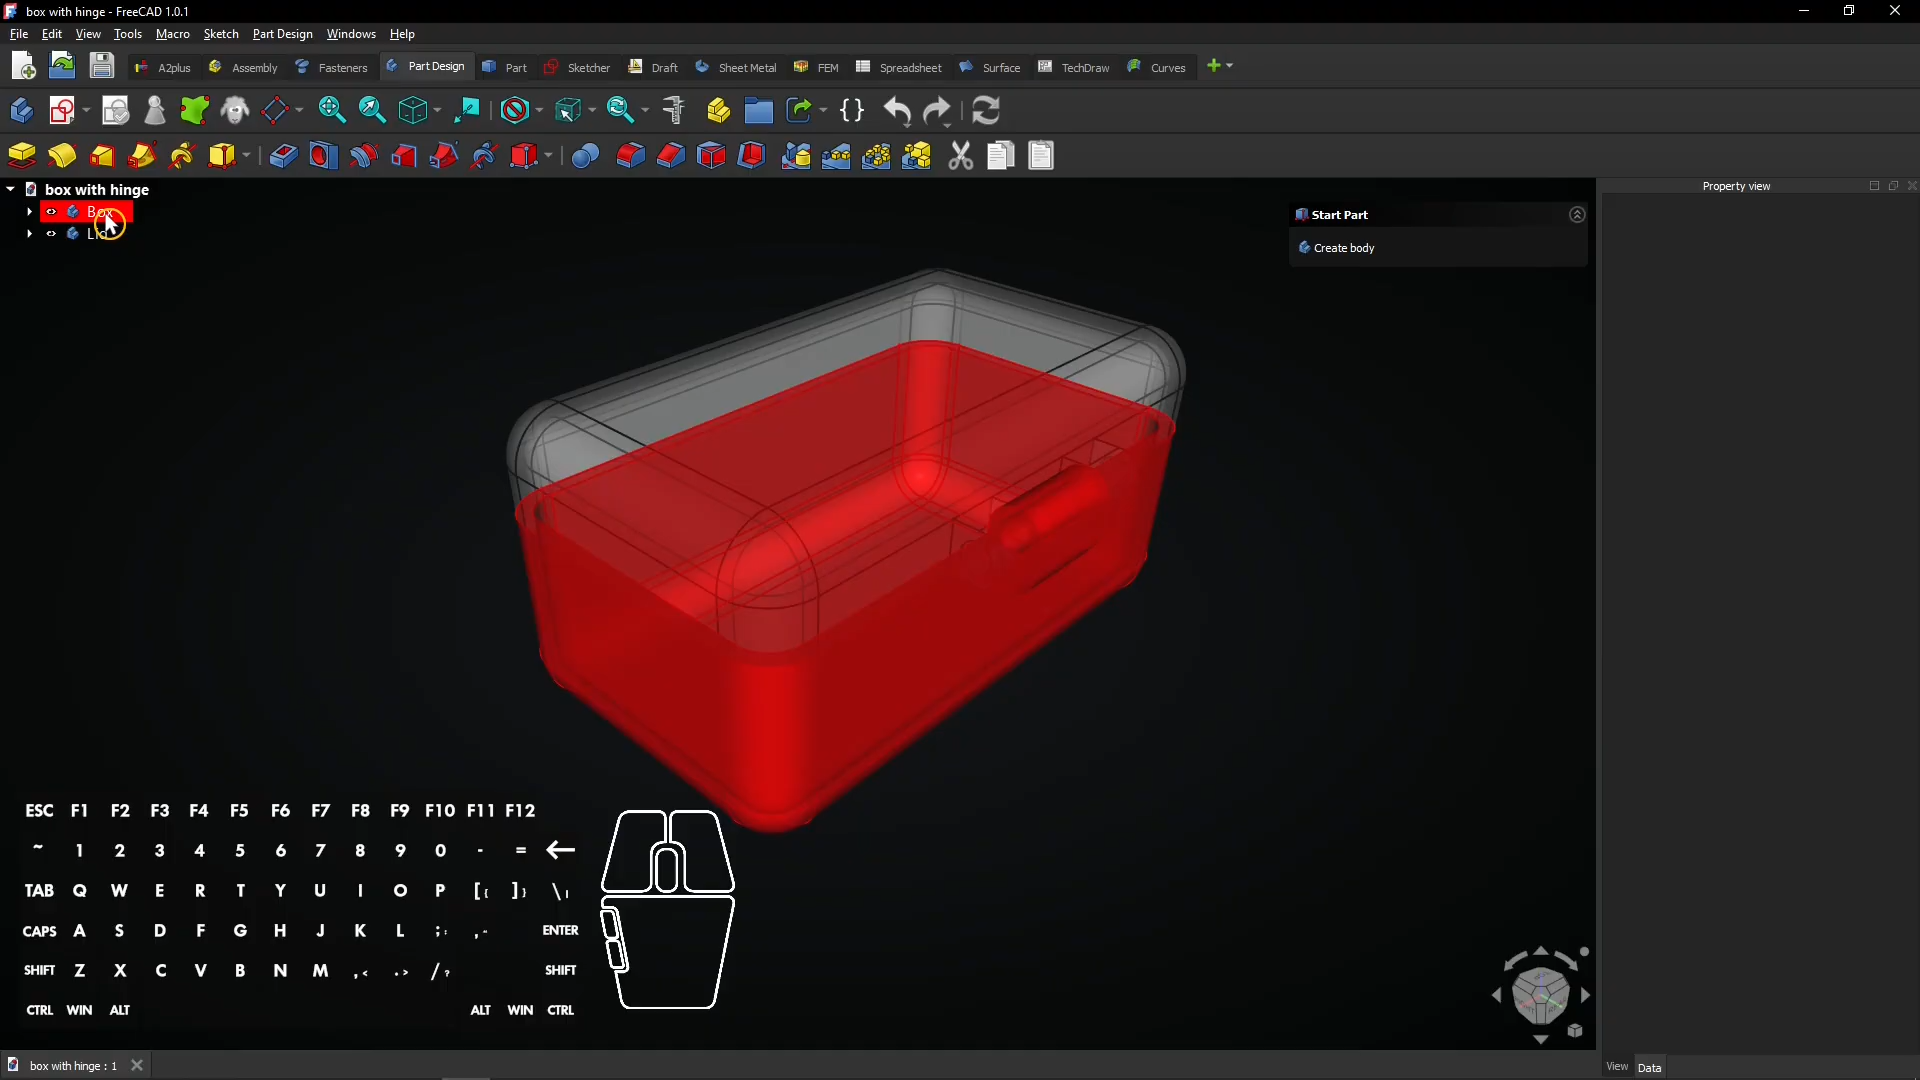 box with hinge - FreeCAD 1.0.1
File Edit View Tools Macro Sketch Part Design Windows Help
A2plus Assembly Fasteners Part Design Part Sketcher Draft Sheet Metal FEM Spreadsheet Surface TechDraw Curves
box with hinge
Box
Lid
Start Part
Create body
Property view
ESC F1 F2 F3 F4 F5 F6 F7 F8 F9 F10 F11 F12
~ 1 2 3 4 5 6 7 8 9 0 - =
TAB Q W E R T Y U I O P [{ ]} \|
CAPS A S D F G H J K L ;: ," ENTER
SHIFT Z X C V B N M ,< .> /? SHIFT
CTRL WIN ALT ALT WIN CTRL
box with hinge : 1
View Data